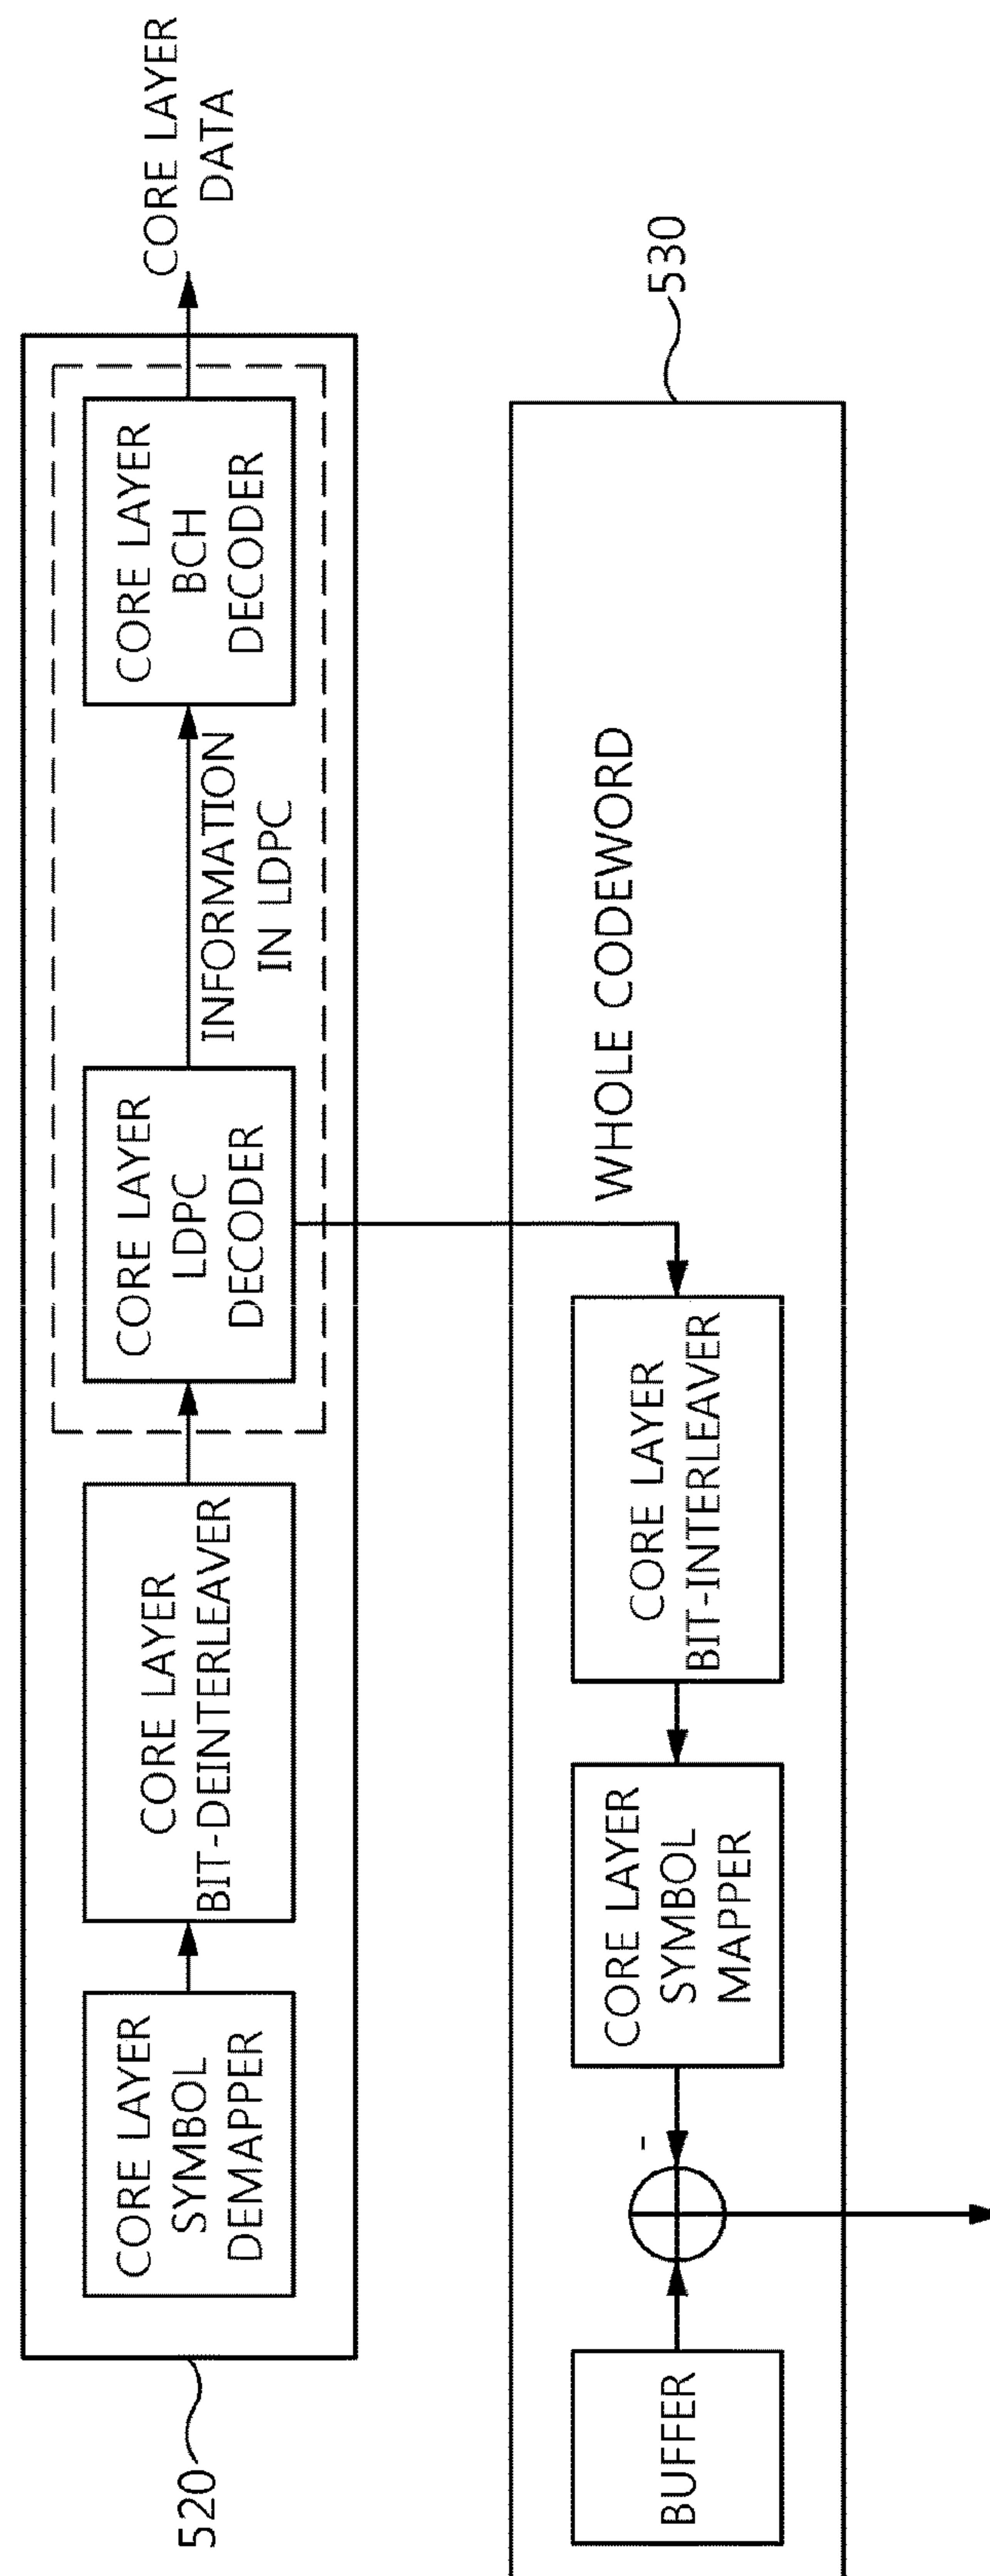 520
CORE LAYER
SYMBOL
DEMAPPER
CORE LAYER
BIT-DEINTERLEAVER
CORE LAYER
LDPC
DECODER
INFORMATION
IN LDPC
CORE LAYER
BCH
DECODER
CORE LAYER
DATA
530
BUFFER
-
CORE LAYER
SYMBOL
MAPPER
CORE LAYER
BIT-INTERLEAVER
WHOLE CODEWORD